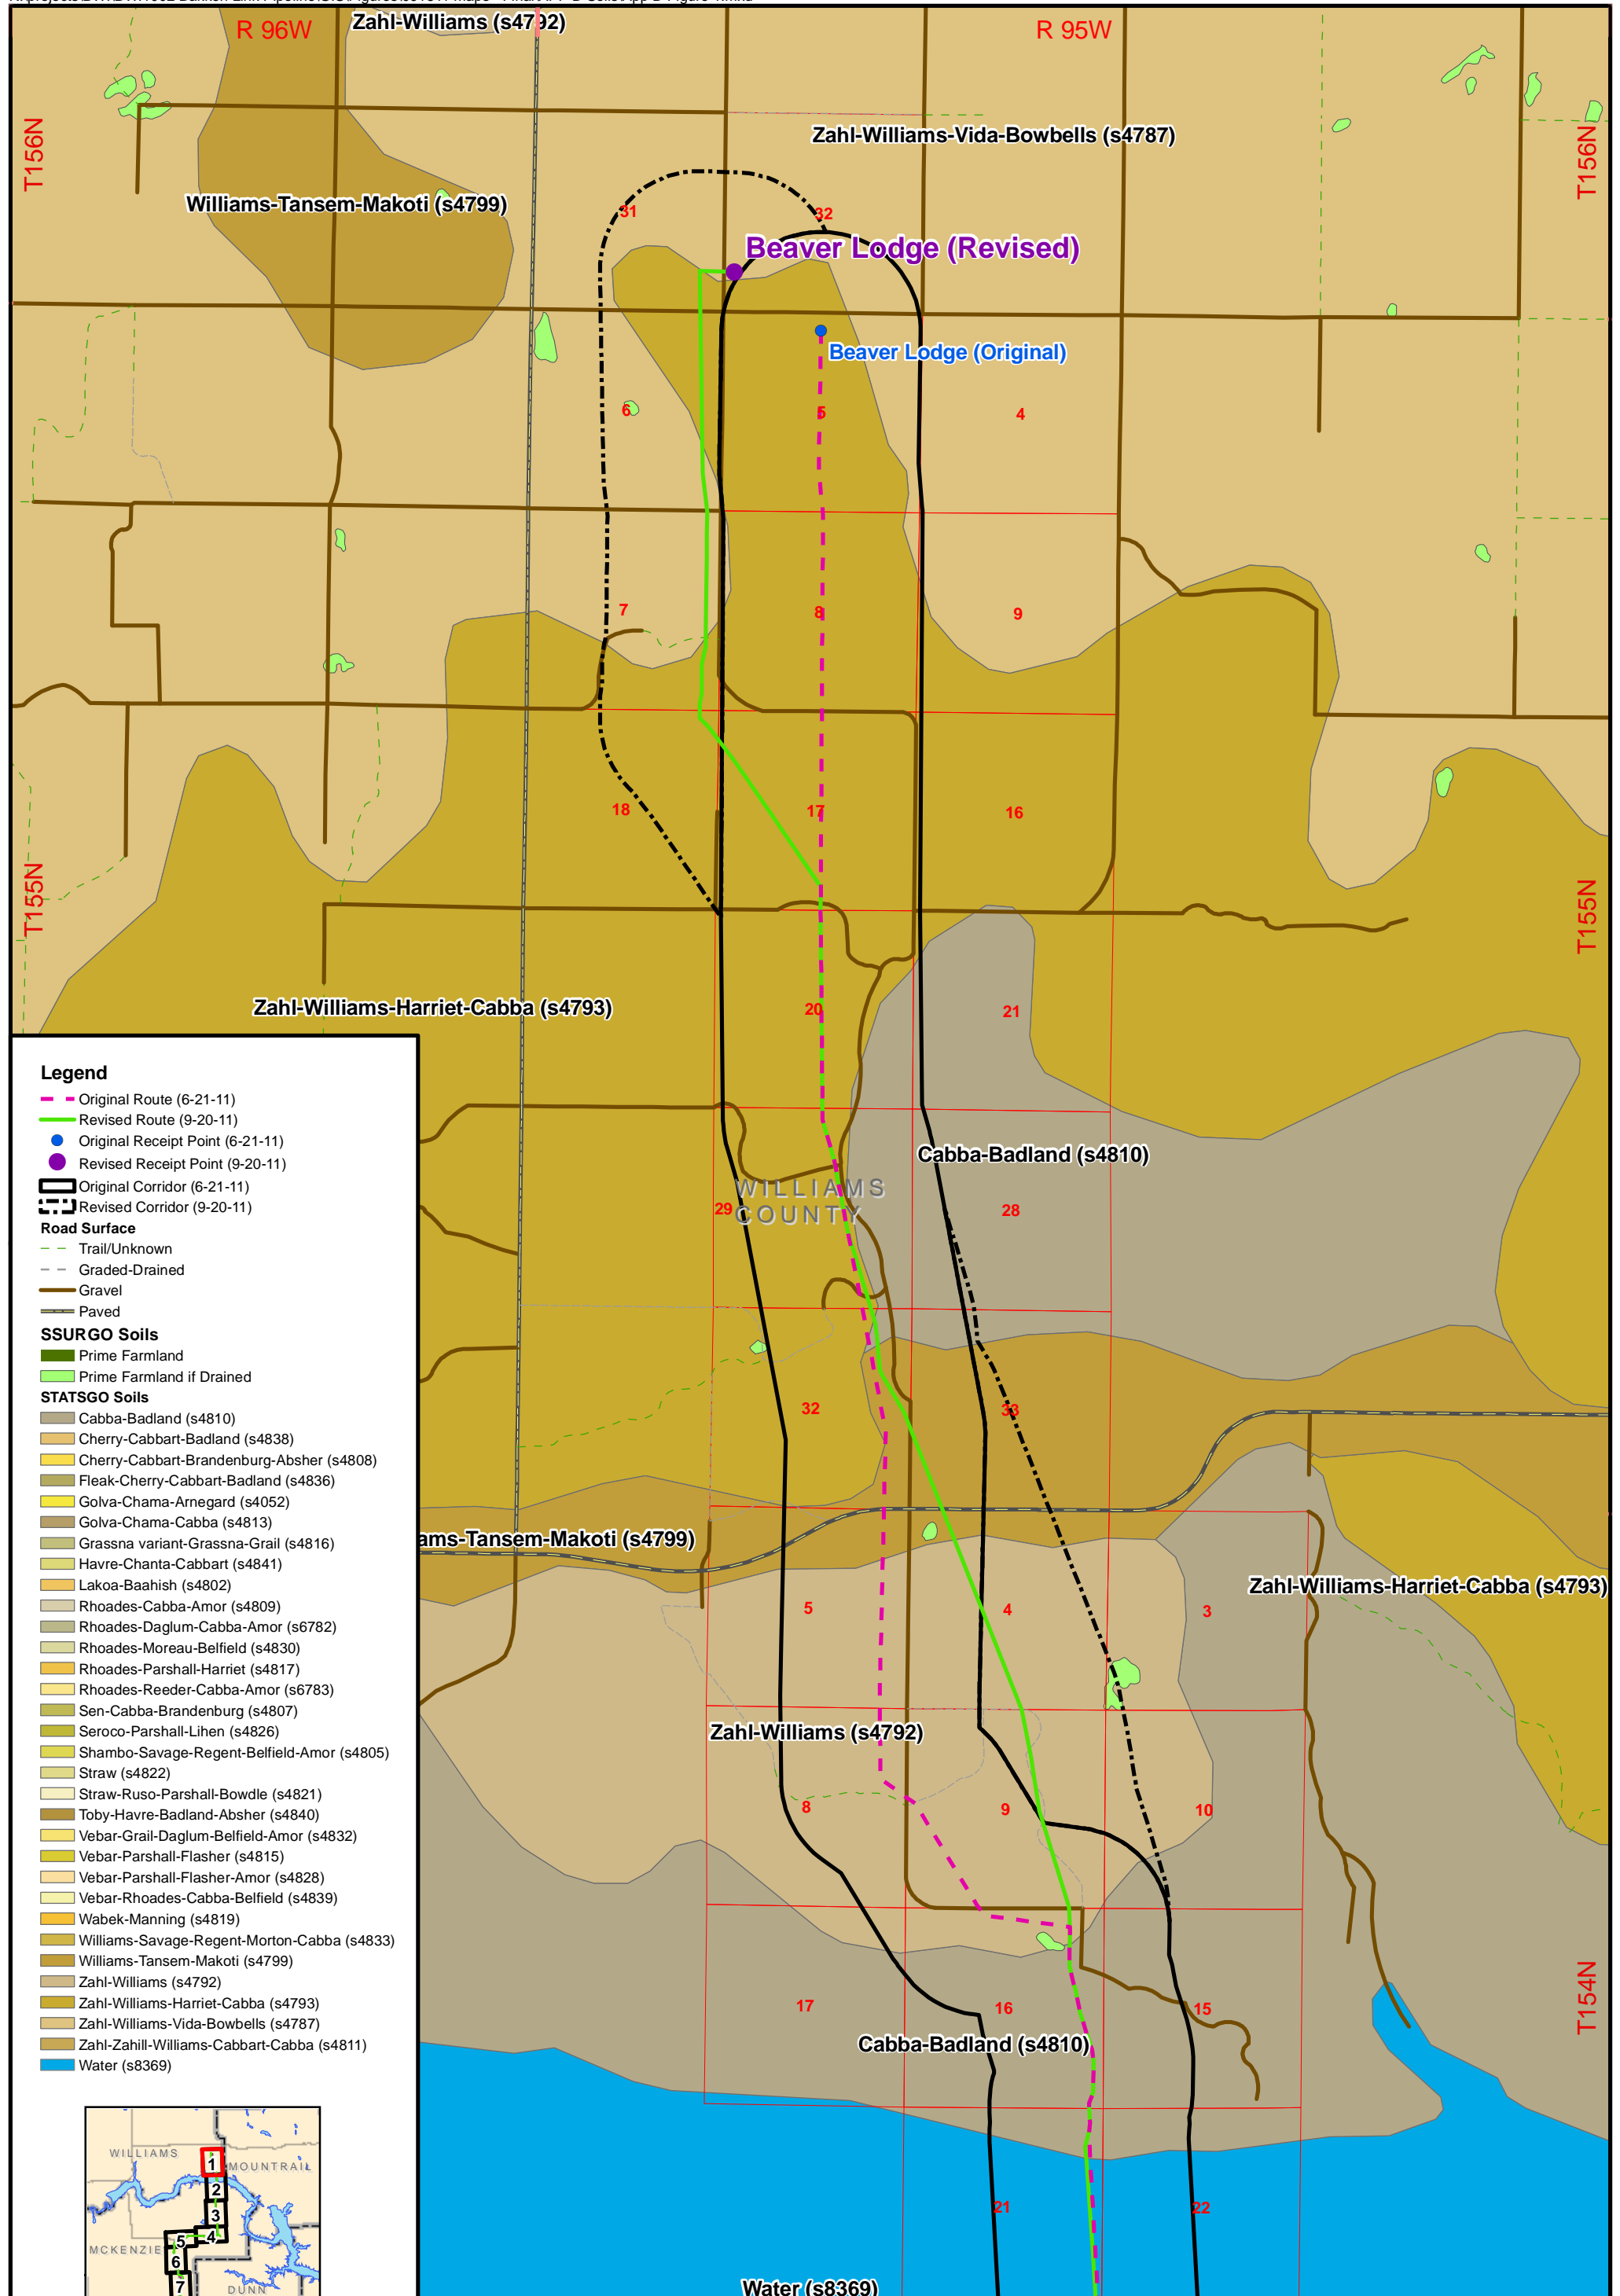 Zahl-Williams (s4792)
R 96W
R 95W
T156N
T156N
Zahl-Williams-Vida-Bowbells (s4787)
Williams-Tansem-Makoti (s4799)
31
32
Beaver Lodge (Revised)
Beaver Lodge (Original)
6
5
4
7
8
9
18
17
16
T155N
T155N
Zahl-Williams-Harriet-Cabba (s4793)
20
21
Cabba-Badland (s4810)
WILLIAMS
COUNTY
29
28
32
33
ams-Tansem-Makoti (s4799)
Zahl-Williams-Harriet-Cabba (s4793)
5
4
3
Zahl-Williams (s4792)
8
9
10
17
16
15
T154N
Cabba-Badland (s4810)
21
22
Water (s8369)
Legend
Original Route (6-21-11)
Revised Route (9-20-11)
Original Receipt Point (6-21-11)
Revised Receipt Point (9-20-11)
Original Corridor (6-21-11)
Revised Corridor (9-20-11)
Road Surface
Trail/Unknown
Graded-Drained
Gravel
Paved
SSURGO Soils
Prime Farmland
Prime Farmland if Drained
STATSGO Soils
Cabba-Badland (s4810)
Cherry-Cabbart-Badland (s4838)
Cherry-Cabbart-Brandenburg-Absher (s4808)
Fleak-Cherry-Cabbart-Badland (s4836)
Golva-Chama-Arnegard (s4052)
Golva-Chama-Cabba (s4813)
Grassna variant-Grassna-Grail (s4816)
Havre-Chanta-Cabbart (s4841)
Lakoa-Baahish (s4802)
Rhoades-Cabba-Amor (s4809)
Rhoades-Daglum-Cabba-Amor (s6782)
Rhoades-Moreau-Belfield (s4830)
Rhoades-Parshall-Harriet (s4817)
Rhoades-Reeder-Cabba-Amor (s6783)
Sen-Cabba-Brandenburg (s4807)
Seroco-Parshall-Lihen (s4826)
Shambo-Savage-Regent-Belfield-Amor (s4805)
Straw (s4822)
Straw-Ruso-Parshall-Bowdle (s4821)
Toby-Havre-Badland-Absher (s4840)
Vebar-Grail-Daglum-Belfield-Amor (s4832)
Vebar-Parshall-Flasher (s4815)
Vebar-Parshall-Flasher-Amor (s4828)
Vebar-Rhoades-Cabba-Belfield (s4839)
Wabek-Manning (s4819)
Williams-Savage-Regent-Morton-Cabba (s4833)
Williams-Tansem-Makoti (s4799)
Zahl-Williams (s4792)
Zahl-Williams-Harriet-Cabba (s4793)
Zahl-Williams-Vida-Bowbells (s4787)
Zahl-Zahill-Williams-Cabbart-Cabba (s4811)
Water (s8369)
WILLIAMS
MOUNTRAIL
1
2
3
4
5
MCKENZIE
6
7
DUNN